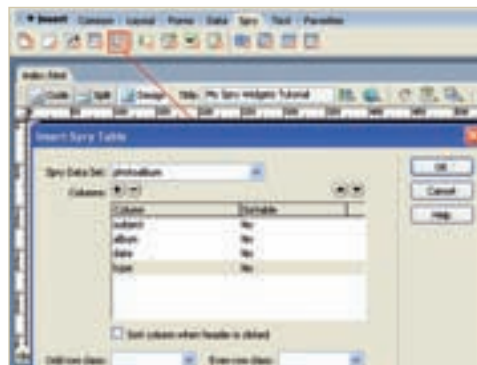 Insert Common Layout Forms Data Spry Text Favorites
index.html
Code Split Design Title: My Spry Widgets Tutorial
Insert Spry Table
Spry Data Set: photoalbum
OK
Columns:
Cancel
Column Sortable
Help
subject No
album No
date No
type No
Sort column when header is clicked
Odd row class: Even row class: